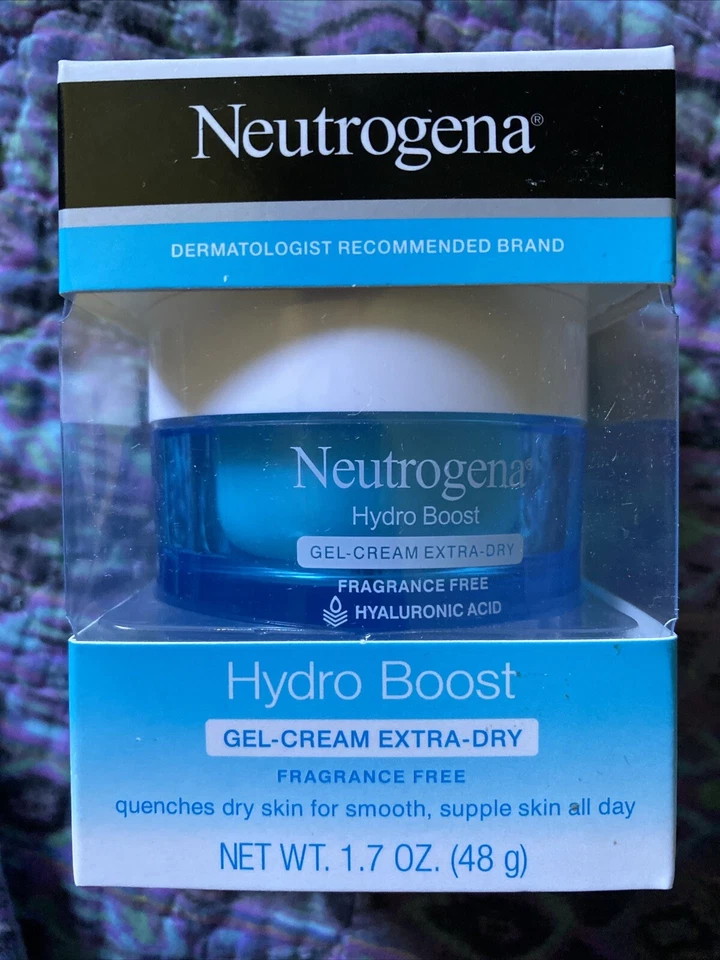 Neutrogena®
DERMATOLOGIST RECOMMENDED BRAND
Neutrogena®
Hydro Boost
GEL-CREAM EXTRA-DRY
FRAGRANCE FREE
HYALURONIC ACID
Hydro Boost
GEL-CREAM EXTRA-DRY
FRAGRANCE FREE
quenches dry skin for smooth, supple skin all day
NET WT. 1.7 OZ. (48 g)